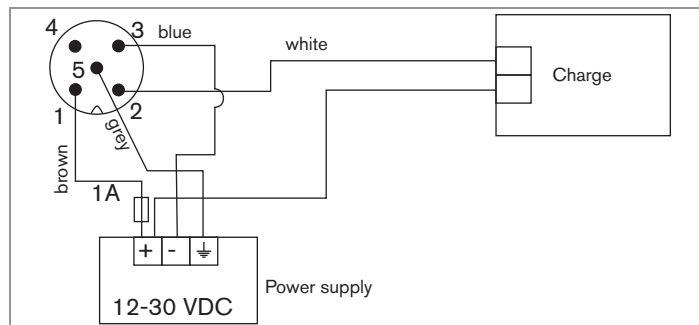 4
3
blue
5
white
Charge
1
2
grey
brown
1A
+
-
Power supply
12-30 VDC